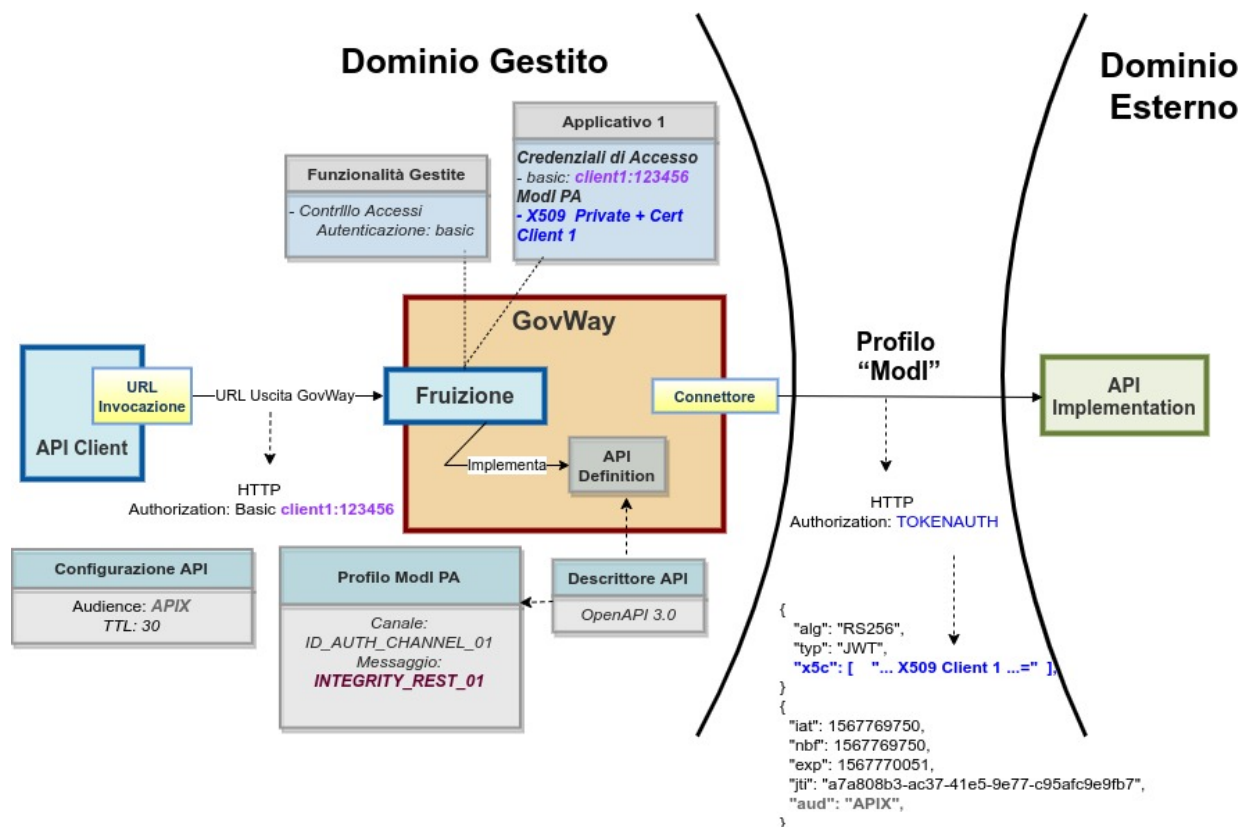 Dominio Gestito
Dominio
Esterno
Applicativo 1
Credenziali di Accesso
- basic: client1:123456
ModI PA
- X509 Private + Cert
Client 1
Funzionalità Gestite
- Contrlllo Accessi
Autenticazione: basic
GovWay
Profilo
“ModI”
URL
Invocazione
API Client
URL Uscita GovWay
Fruizione
Connettore
API
Implementation
Implementa
API
Definition
HTTP
Authorization: Basic client1:123456
HTTP
Authorization: TOKENAUTH
Configurazione API
Audience: APIX
TTL: 30
Profilo ModI PA
Canale:
ID_AUTH_CHANNEL_01
Messaggio:
INTEGRITY_REST_01
Descrittore API
OpenAPI 3.0
{
"alg": "RS256",
"typ": "JWT",
"x5c": [ "... X509 Client 1 ...=" ],
}
{
"iat": 1567769750,
"nbf": 1567769750,
"exp": 1567770051,
"jti": "a7a808b3-ac37-41e5-9e77-c95afc9e9fb7",
"aud": "APIX",
}